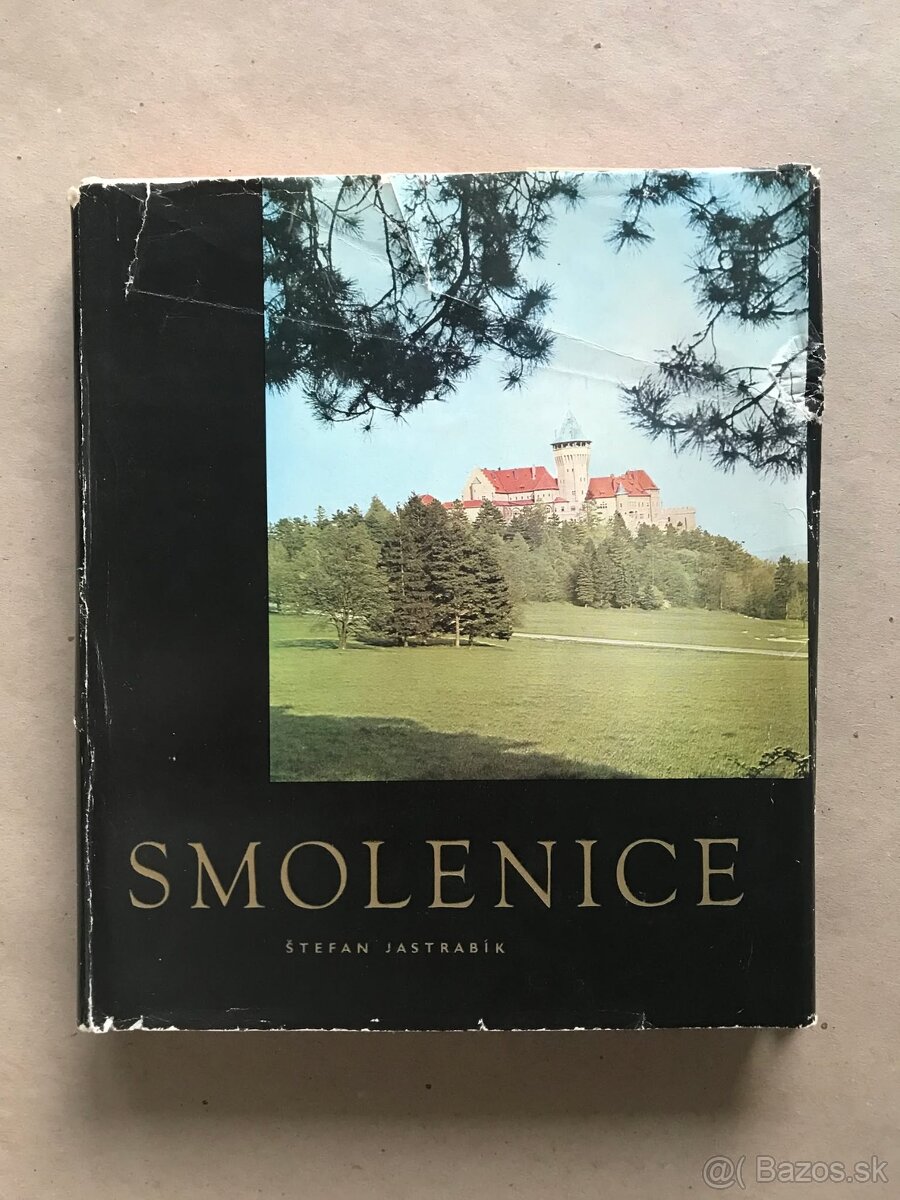 SMOLENICE
ŠTEFAN JASTRABÍK
@( Bazos.sk